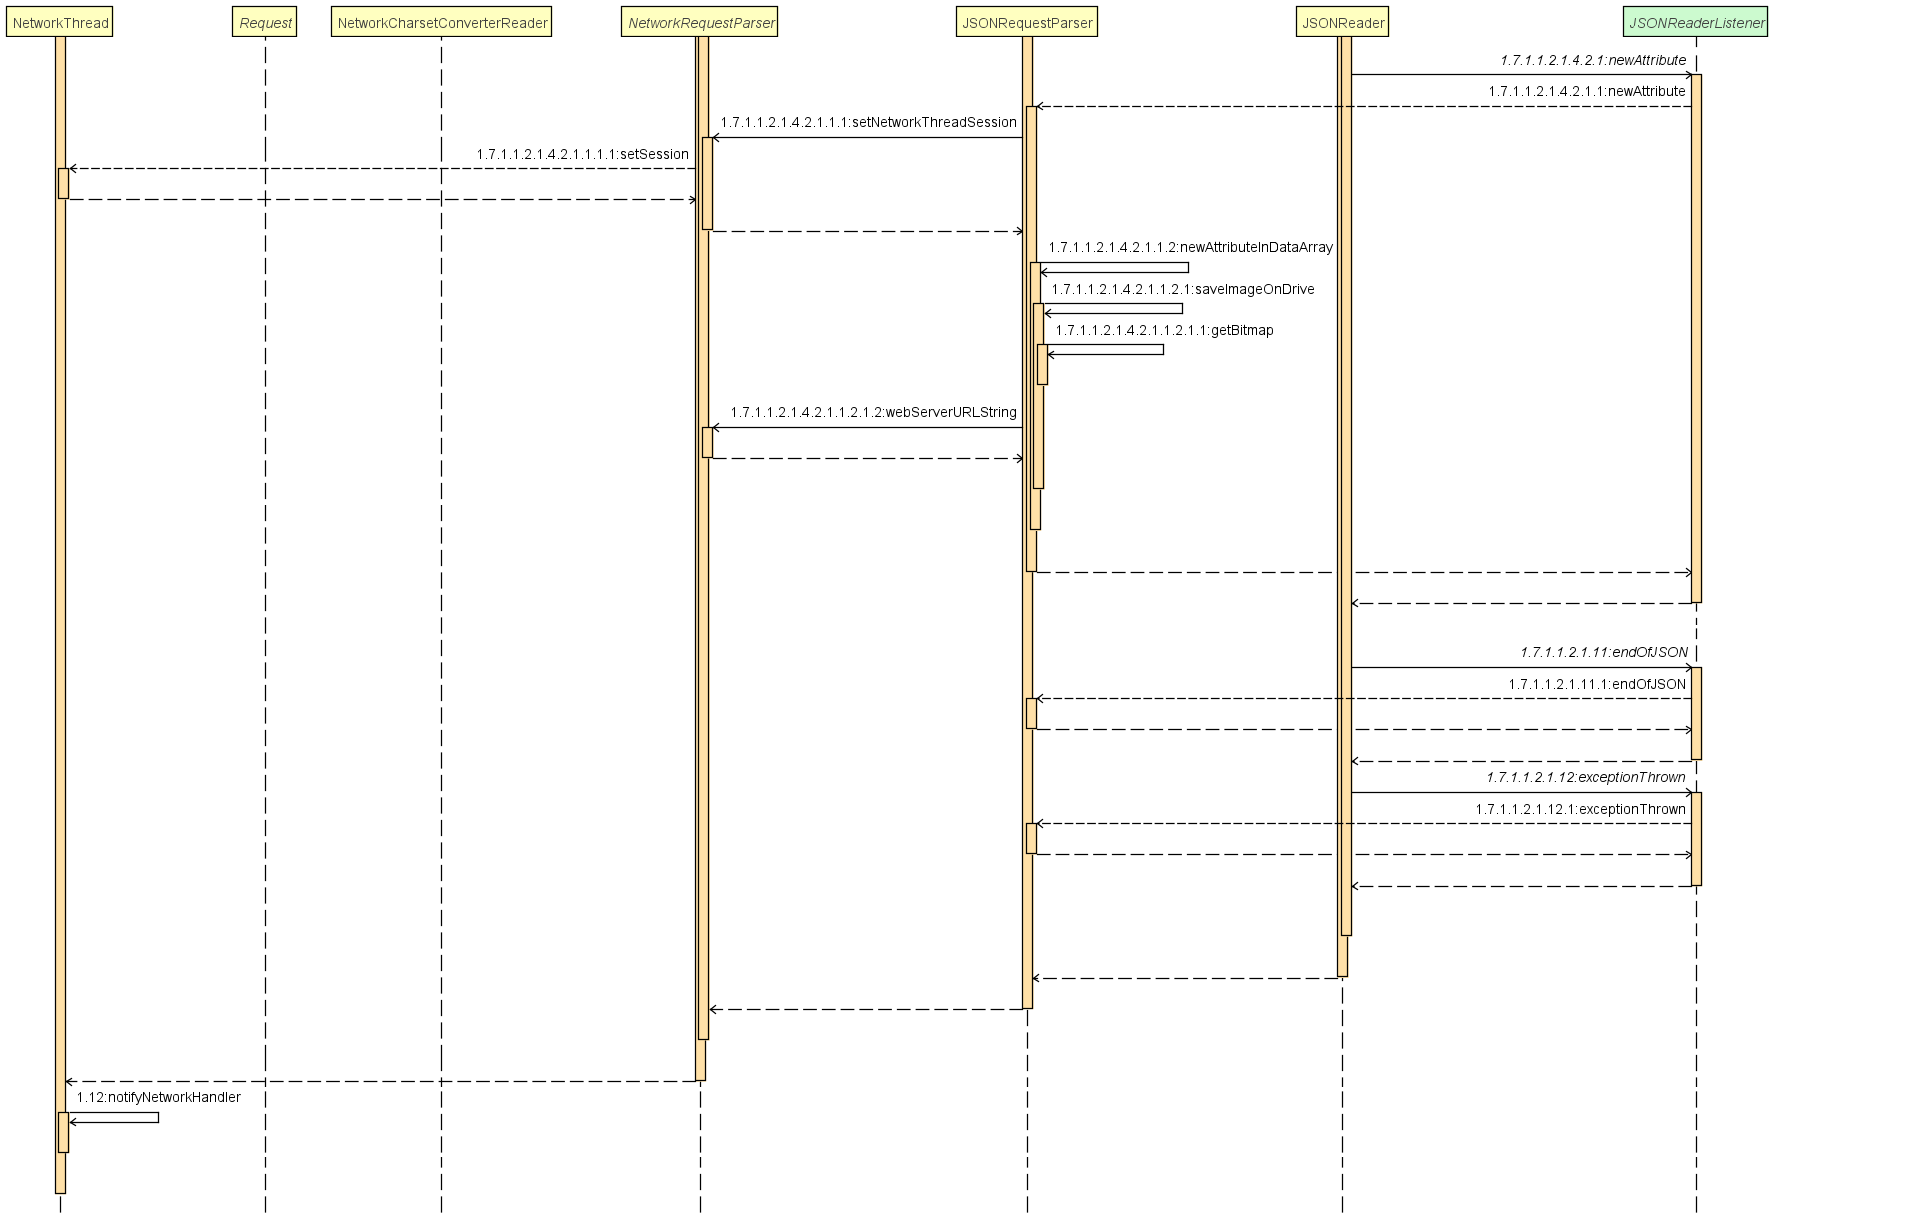 NetworkThread
Request
NetworkCharsetConverterReader
NetworkRequestParser
JSONRequestParser
JSONReader
JSONReaderListener
1.7.1.1.2.1.4.2.1:newAttribute
1.7.1.1.2.1.4.2.1.1:newAttribute
1.7.1.1.2.1.4.2.1.1.1:setNetworkThreadSession
1.7.1.1.2.1.4.2.1.1.1.1:setSession
1.7.1.1.2.1.4.2.1.1.2:newAttributeInDataArray
1.7.1.1.2.1.4.2.1.1.2.1:saveImageOnDrive
1.7.1.1.2.1.4.2.1.1.2.1.1:getBitmap
1.7.1.1.2.1.4.2.1.1.2.1.2:webServerURLString
1.7.1.1.2.1.11:endOfJSON
1.7.1.1.2.1.11.1:endOfJSON
1.7.1.1.2.1.12:exceptionThrown
1.7.1.1.2.1.12.1:exceptionThrown
1.12:notifyNetworkHandler